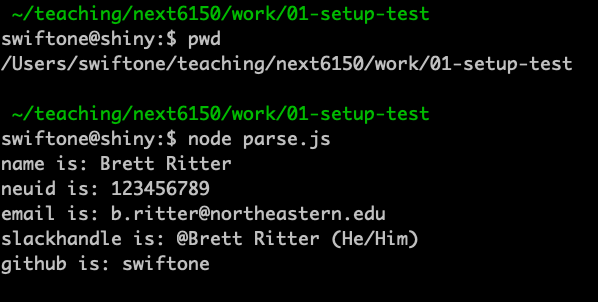 ~/teaching/next6150/work/01-setup-test
swiftone@shiny:$ pwd
/Users/swiftone/teaching/next6150/work/01-setup-test
~/teaching/next6150/work/01-setup-test
swiftone@shiny:$ node parse.js
name is: Brett Ritter
neuid is: 123456789
email is: b.ritter@northeastern.edu
slackhandle is: @Brett Ritter (He/Him)
github is: swiftone